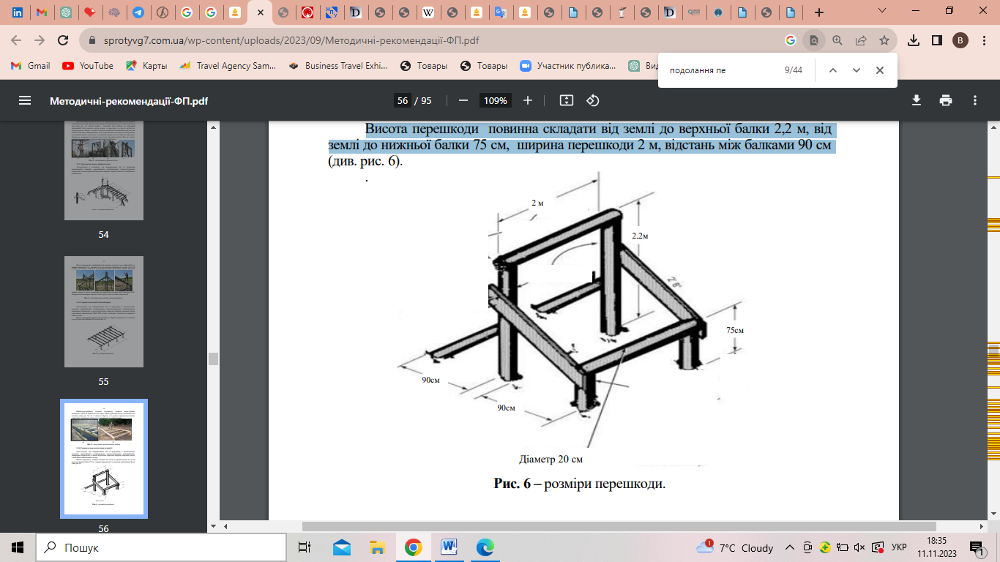 sprotyvg7.com.ua/wp-content/uploads/2023/09/Методичні-рекомендації-ФП.pdf
B
Gmail
YouTube
Карты
Travel Agency Sam...
Business Travel Exhi...
Товары
Товары
Участник публика...
подолання пе
9/44
Методичні-рекомендації-ФП.pdf
56 / 95
109%
54
55
56
Висота перешкоди повинна складати від землі до верхньої балки 2,2 м, від
землі до нижньої балки 75 см, ширина перешкоди 2 м, відстань між балками 90 см
(див. рис. 6).
.
2 м
2,2м
75см
90см
90см
Діаметр 20 см
Рис. 6 – розміри перешкоди.
Пошук
7°C Cloudy
УКР
18:35
11.11.2023